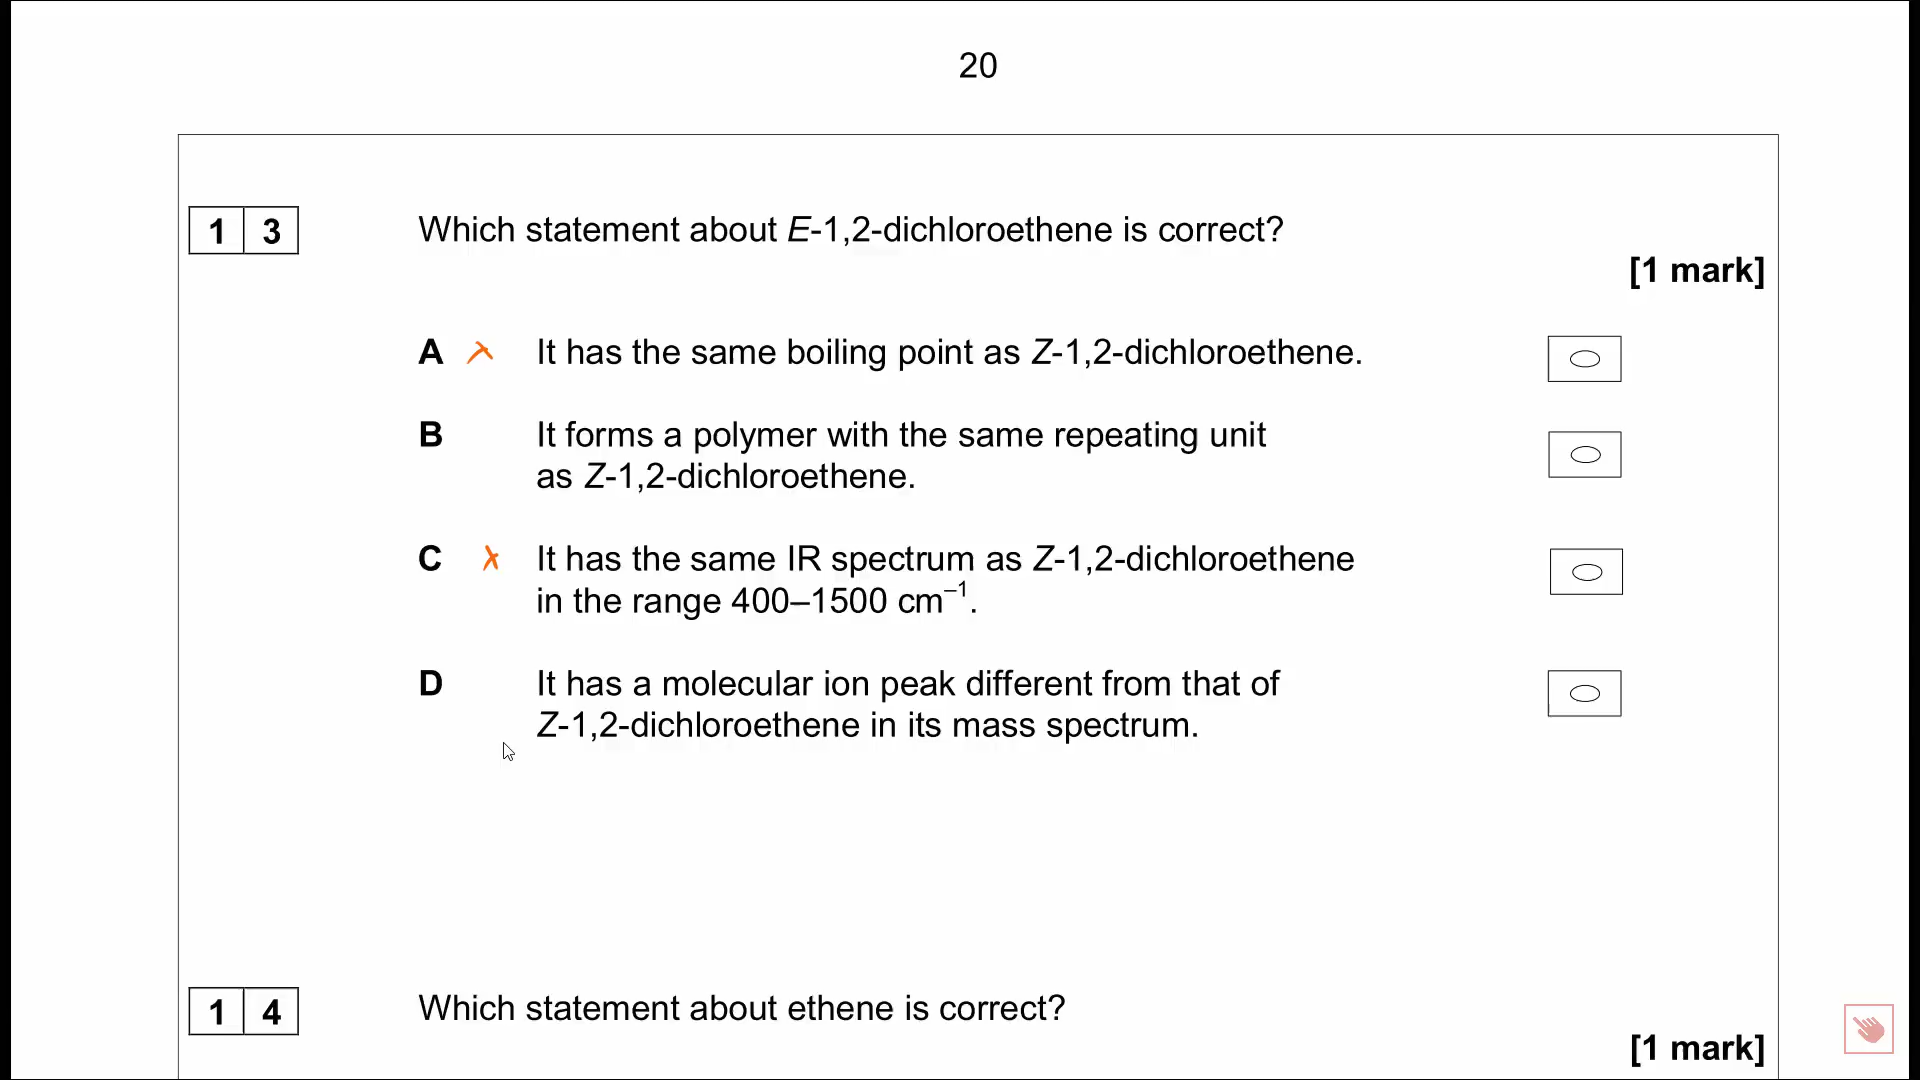 20
1 3 Which statement about E-1,2-dichloroethene is correct?
[1 mark]
A It has the same boiling point as Z-1,2-dichloroethene.
B It forms a polymer with the same repeating unit
as Z-1,2-dichloroethene.
C It has the same IR spectrum as Z-1,2-dichloroethene
in the range 400–1500 cm⁻¹.
D It has a molecular ion peak different from that of
Z-1,2-dichloroethene in its mass spectrum.
1 4 Which statement about ethene is correct?
[1 mark]